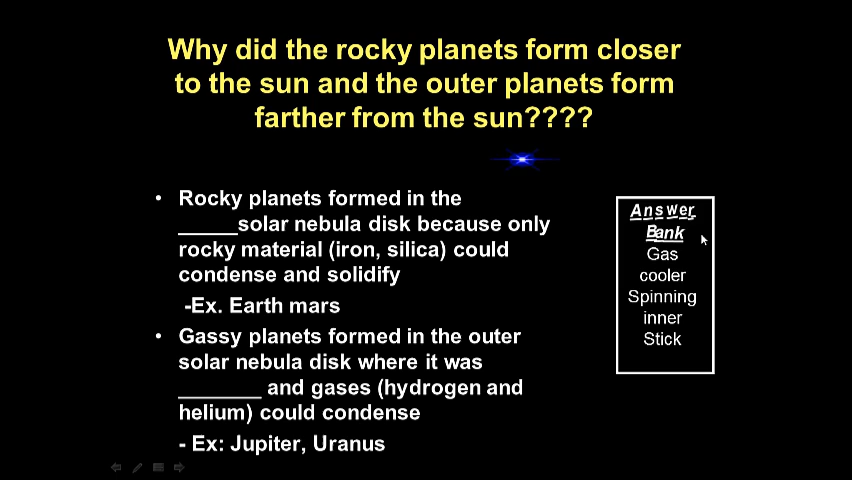 Why did the rocky planets form closer
to the sun and the outer planets form
farther from the sun????
• Rocky planets formed in the
_____solar nebula disk because only
rocky material (iron, silica) could
condense and solidify
-Ex. Earth mars
• Gassy planets formed in the outer
solar nebula disk where it was
_______ and gases (hydrogen and
helium) could condense
- Ex: Jupiter, Uranus
Answer
Bank
Gas
cooler
Spinning
inner
Stick